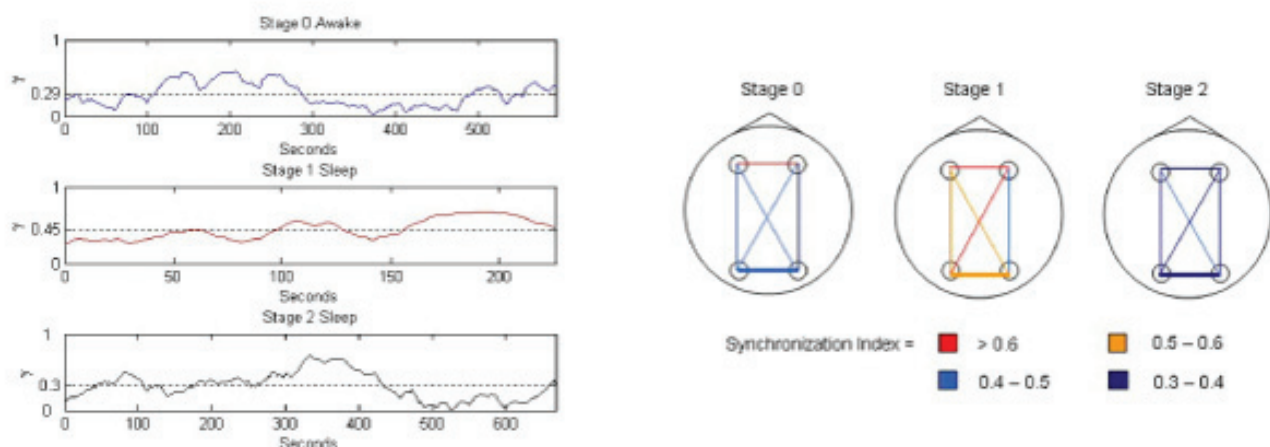 Stage 0 Awake
1
γ
0.29
0
0 100 200 300 400 500
Seconds
Stage 1 Sleep
1
γ
0.45
0
0 50 100 150 200
Seconds
Stage 2 Sleep
1
γ
0.3
0
0 100 200 300 400 500 600
Seconds
Stage 0 Stage 1 Stage 2
Synchronization Index = > 0.6 0.5 – 0.6
0.4 – 0.5 0.3 – 0.4